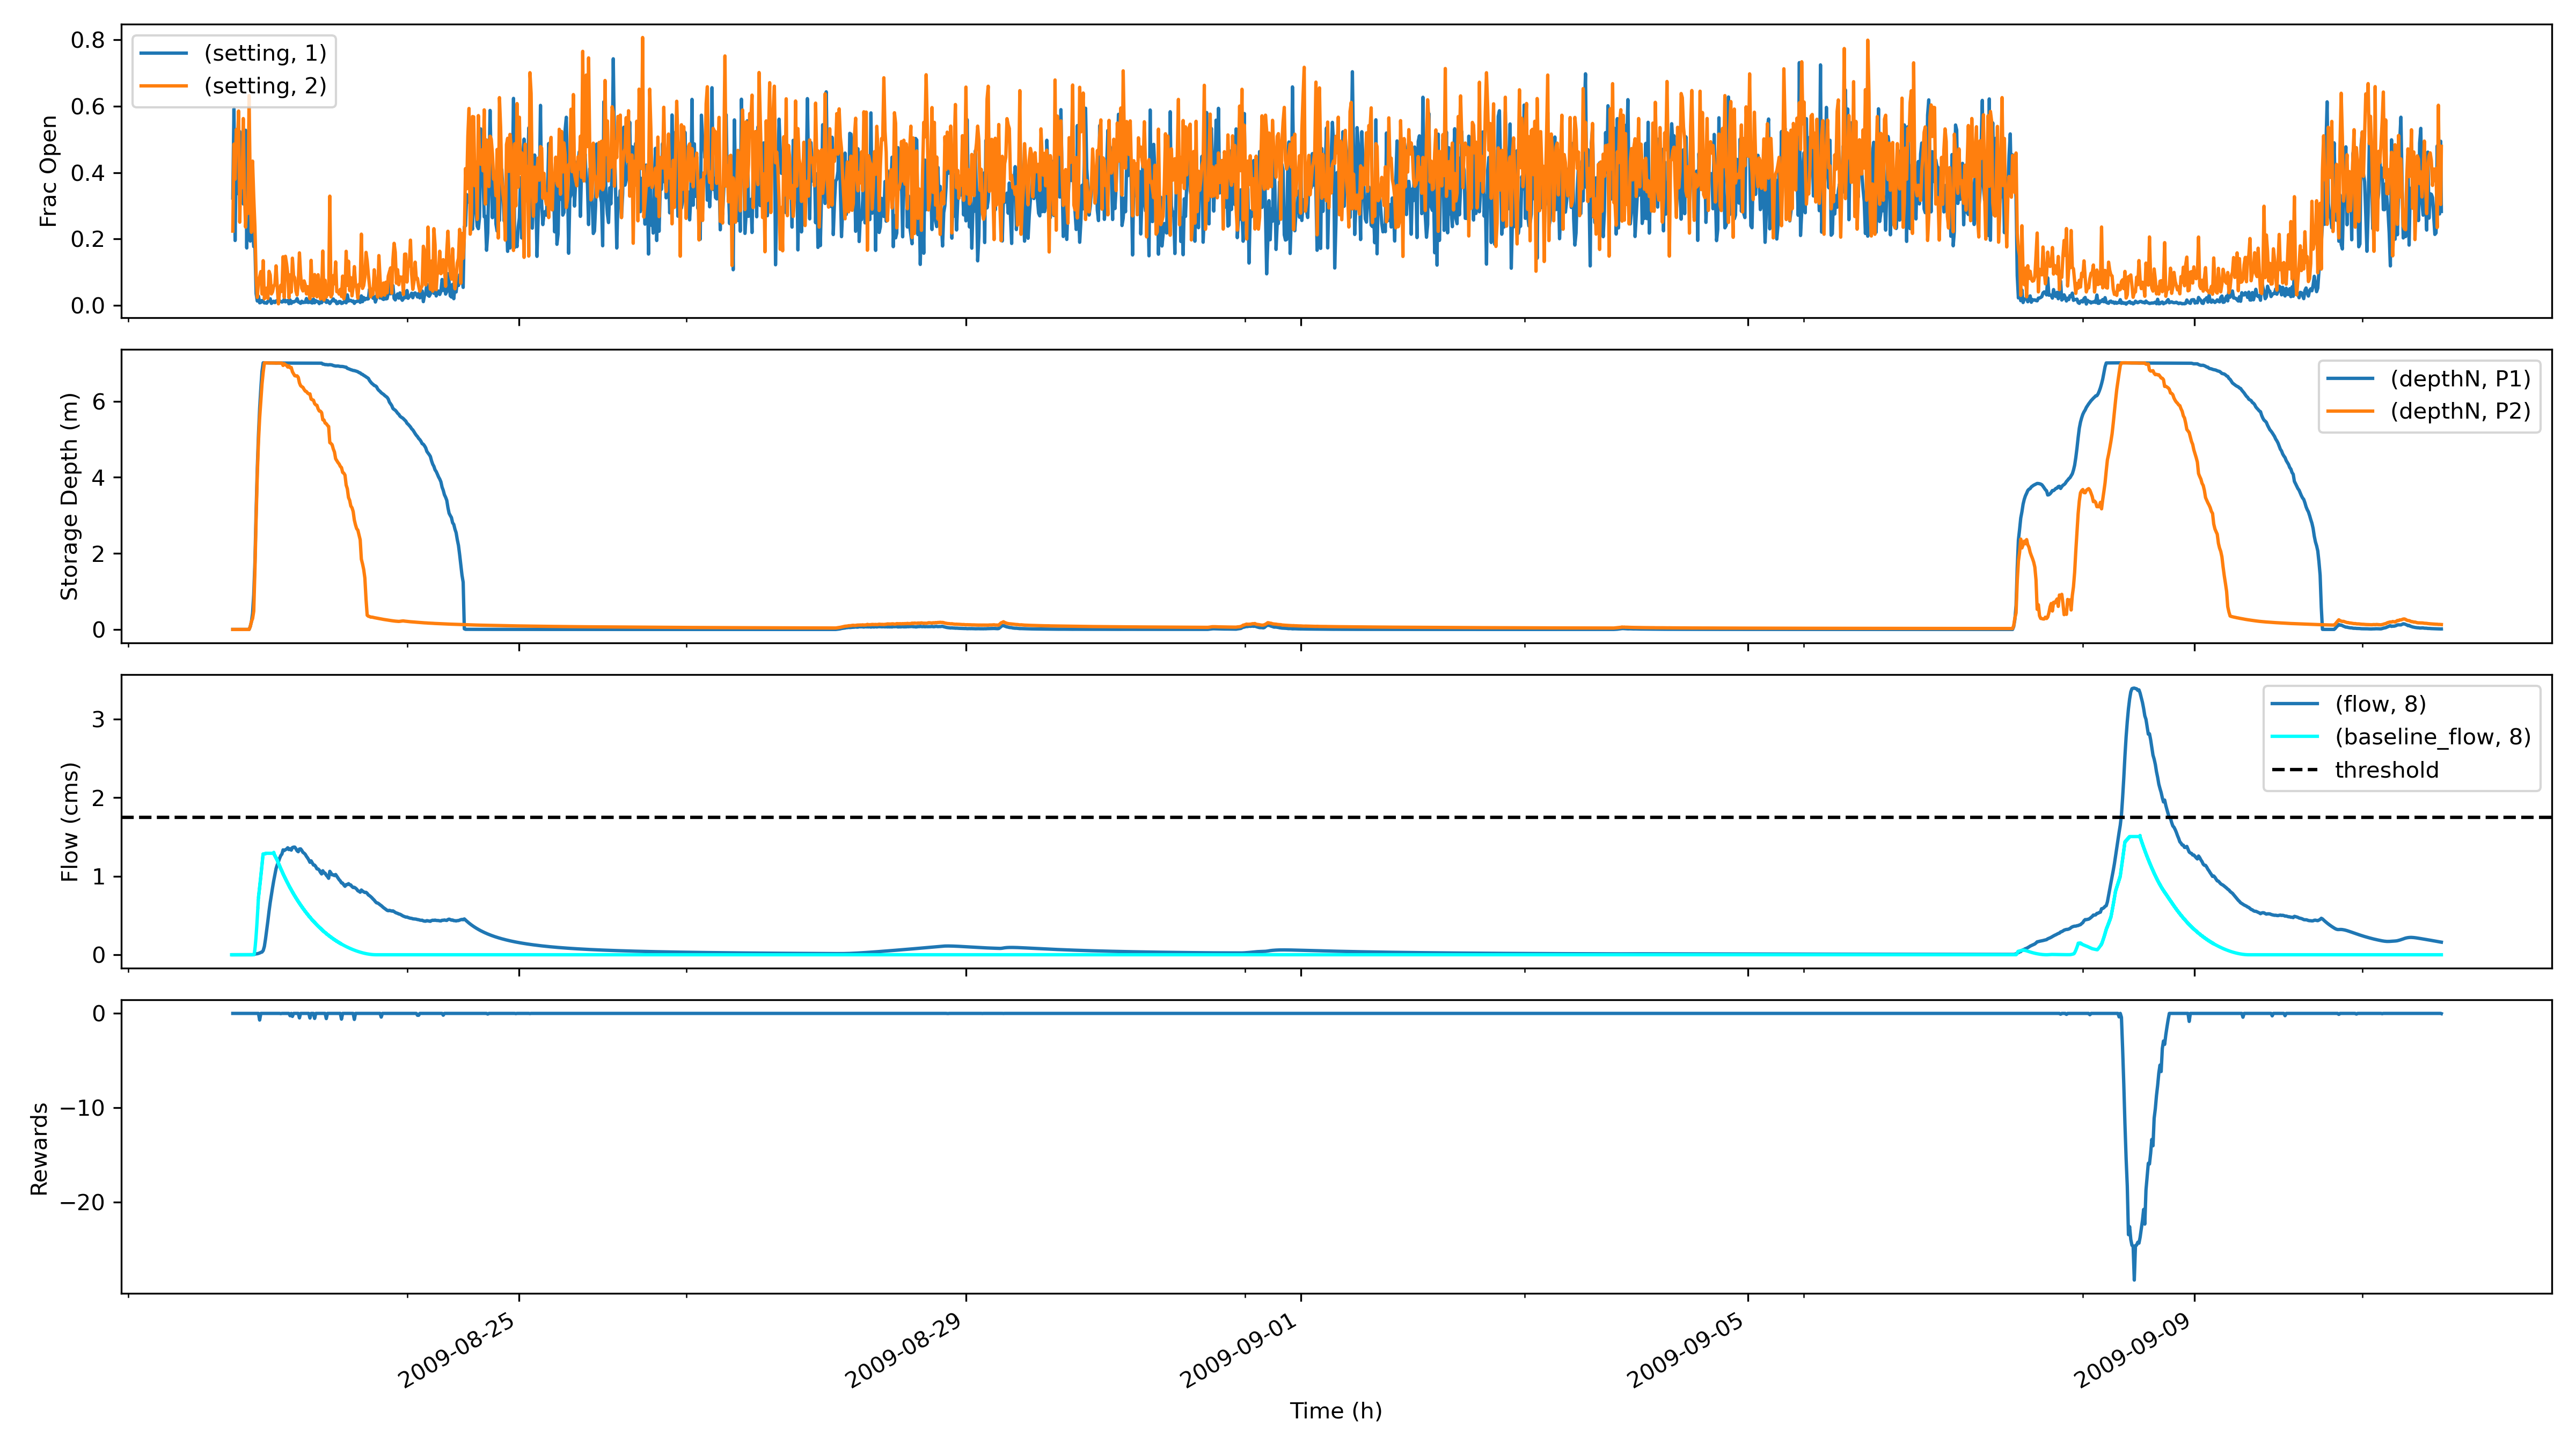 0.8
0.6
0.4
0.2
0.0
Frac Open
(setting, 1)
(setting, 2)
6
4
2
0
Storage Depth (m)
(depthN, P1)
(depthN, P2)
3
2
1
0
Flow (cms)
(flow, 8)
(baseline_flow, 8)
threshold
0
−10
−20
Rewards
2009-08-25
2009-08-29
2009-09-01
2009-09-05
2009-09-09
Time (h)